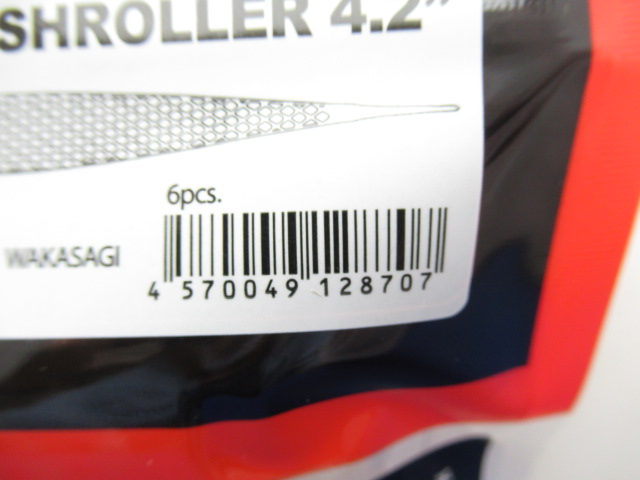 SHROLLER 4.2”
6pcs.
WAKASAGI
4 570049 128707